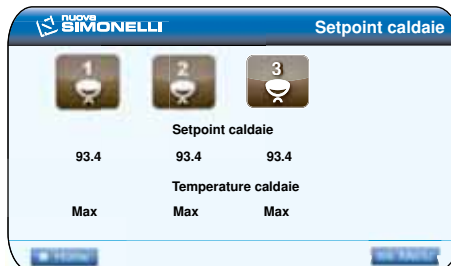 nuova
SIMONELLI
Setpoint caldaie
1 2 3
Setpoint caldaie
93.4 93.4 93.4
Temperature caldaie
Max Max Max
Home